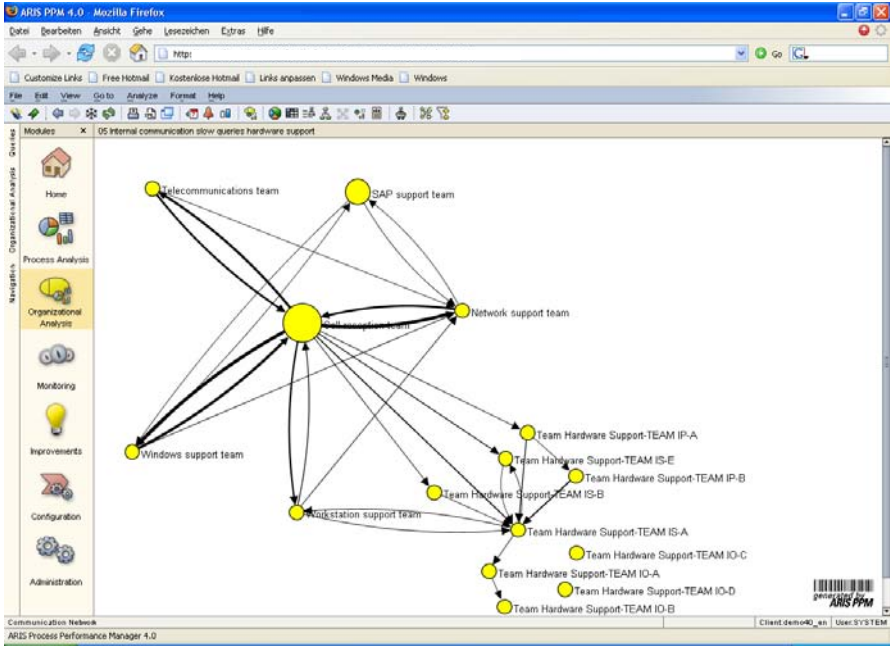 ARIS PPM 4.0 - Mozilla Firefox
Datei Bearbeiten Ansicht Gehe Lesezeichen Extras Hilfe
http: Go
Customize Links Free Hotmail Kostenlose Hotmail Links anpassen Windows Media Windows
File Edit View Go to Analyze Format Help
Modules x 05 internal communication slow queries hardware support
Queries
Organizational Analysis
Navigation
Home
Process Analysis
Organizational
Analysis
Monitoring
Improvements
Configuration
Administration
Telecommunications team
SAP support team
Network support team
Call reception team
Windows support team
Workstation support team
Team Hardware Support-TEAM IP-A
Team Hardware Support-TEAM IS-E
Team Hardware Support-TEAM IP-B
Team Hardware Support-TEAM IS-B
Team Hardware Support-TEAM IS-A
Team Hardware Support-TEAM IO-C
Team Hardware Support-TEAM IO-A
Team Hardware Support-TEAM IO-D
Team Hardware Support-TEAM IO-B
generated by
ARIS PPM
Communication Network Client:demo40_en User:SYSTEM
ARIS Process Performance Manager 4.0